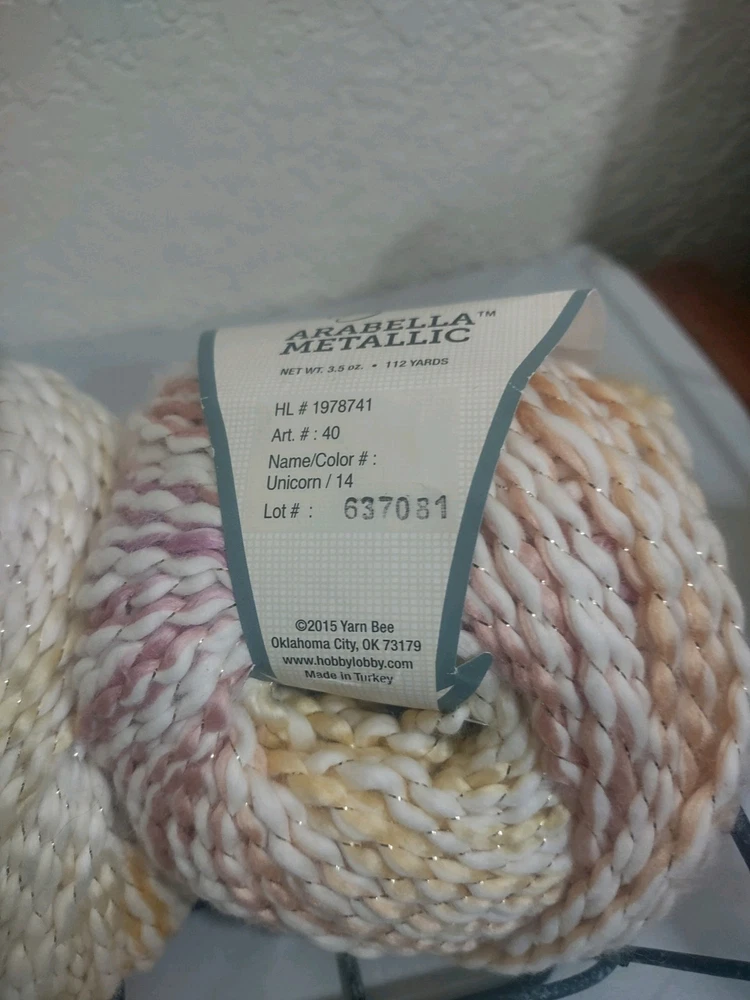 ARABELLA™
METALLIC
NET WT. 3.5 oz. • 112 YARDS
HL # 1978741
Art. # : 40
Name/Color # :
Unicorn / 14
Lot # : 637081
©2015 Yarn Bee
Oklahoma City, OK 73179
www.hobbylobby.com
Made in Turkey